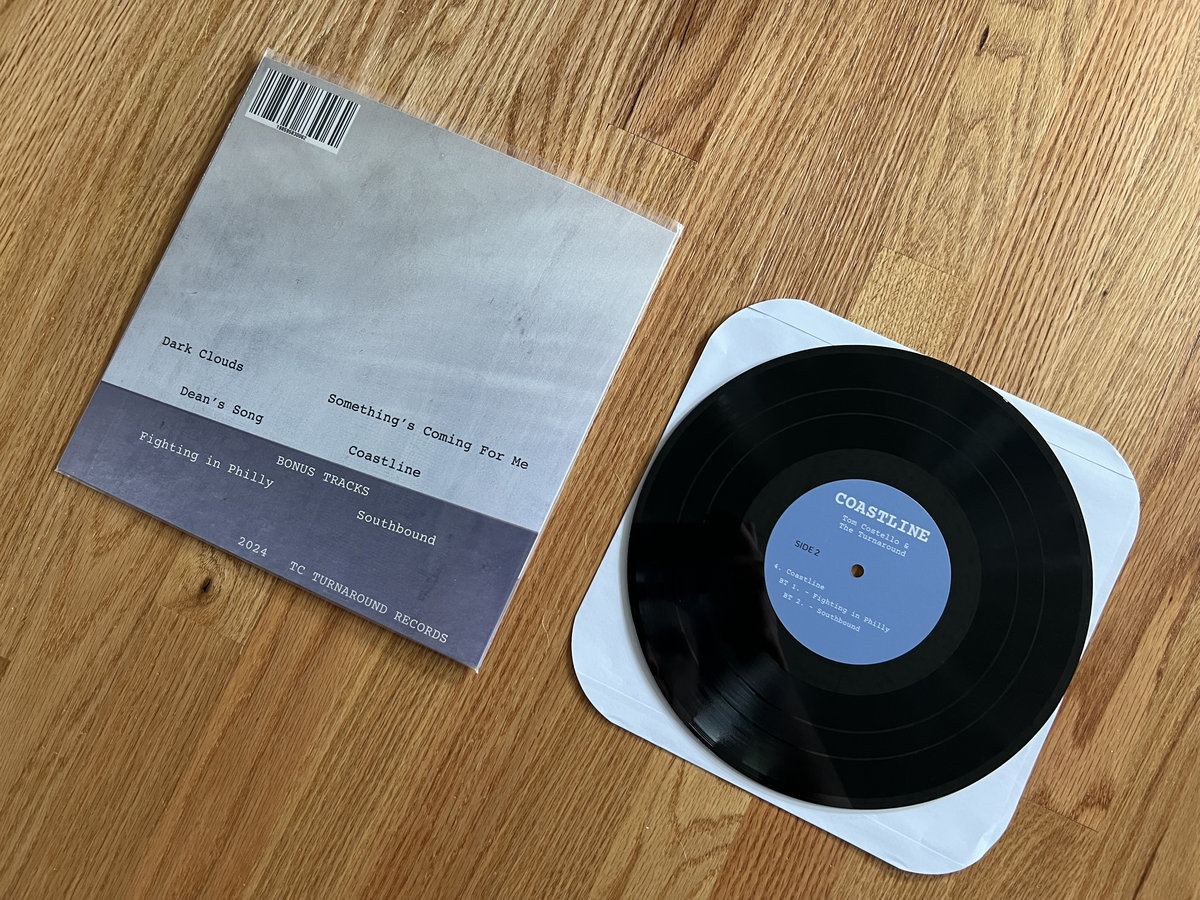 Dark Clouds
Dean's Song
Something's Coming For Me
Coastline
BONUS TRACKS
Fighting in Philly
Southbound
2024
TC TURNAROUND RECORDS
COASTLINE
Tom Costello &
The Turnaround
SIDE 2
4. Coastline
BT 1. - Fighting in Philly
BT 2. - Southbound